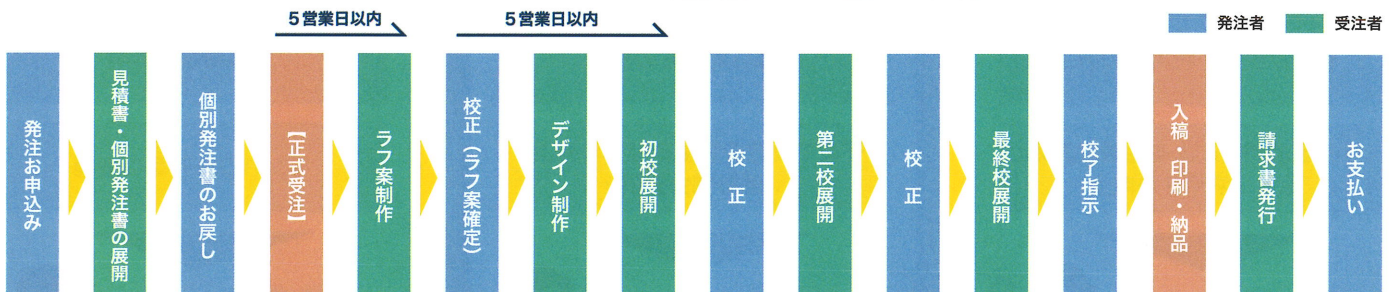 5営業日以内
5営業日以内
発注者
受注者
発注お申込み
見積書・個別発注書の展開
個別発注書のお戻し
【正式受注】
ラフ案制作
校正（ラフ案確定）
デザイン制作
初校展開
校正
第二校展開
校正
最終校展開
校了指示
入稿・印刷・納品
請求書発行
お支払い